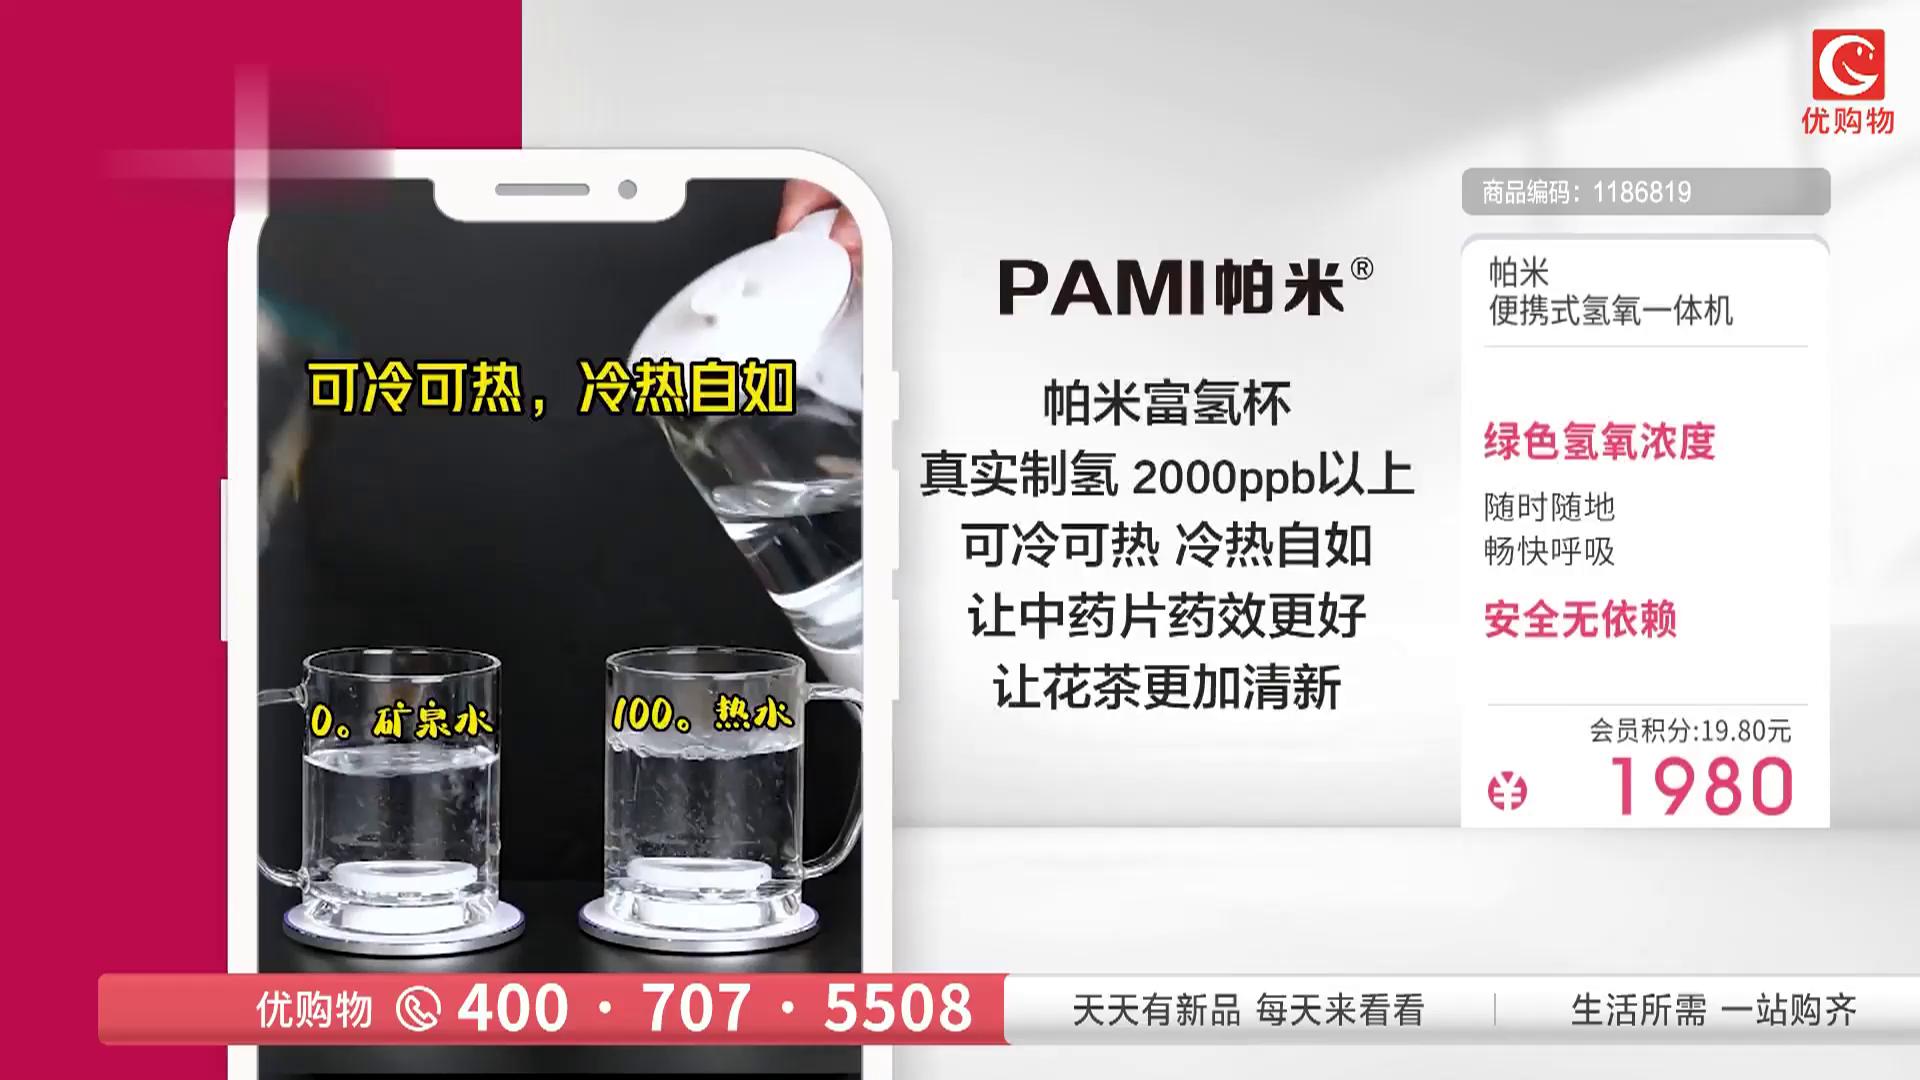 优购物
商品编码：1186819
PAMI帕米®
帕米
便携式氢氧一体机
可冷可热，冷热自如
帕米富氢杯
真实制氢 2000ppb以上
可冷可热 冷热自如
让中药片药效更好
让花茶更加清新
绿色氢氧浓度
随时随地
畅快呼吸
安全无依赖
0。矿泉水
100。热水
会员积分:19.80元
¥ 1980
优购物 400·707·5508
天天有新品 每天来看看
生活所需 一站购齐